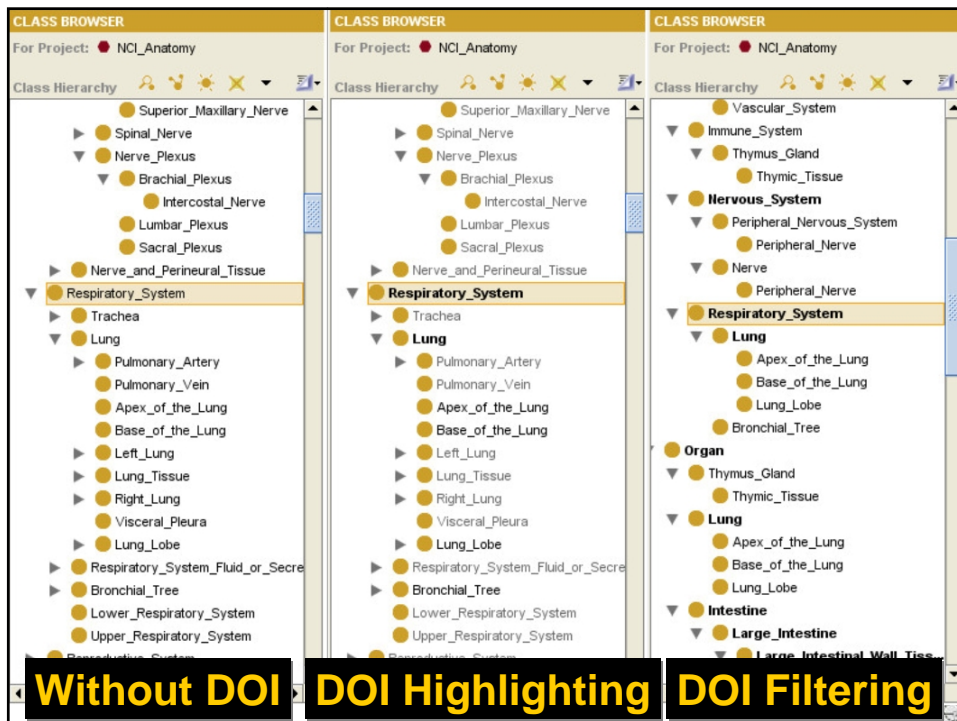 CLASS BROWSER
For Project: NCI_Anatomy
Class Hierarchy
Superior_Maxillary_Nerve
Spinal_Nerve
Nerve_Plexus
Brachial_Plexus
Intercostal_Nerve
Lumbar_Plexus
Sacral_Plexus
Nerve_and_Perineural_Tissue
Respiratory_System
Trachea
Lung
Pulmonary_Artery
Pulmonary_Vein
Apex_of_the_Lung
Base_of_the_Lung
Left_Lung
Lung_Tissue
Right_Lung
Visceral_Pleura
Lung_Lobe
Respiratory_System_Fluid_or_Secre
Bronchial_Tree
Lower_Respiratory_System
Upper_Respiratory_System
Without DOI
CLASS BROWSER
For Project: NCI_Anatomy
Class Hierarchy
Superior_Maxillary_Nerve
Spinal_Nerve
Nerve_Plexus
Brachial_Plexus
Intercostal_Nerve
Lumbar_Plexus
Sacral_Plexus
Nerve_and_Perineural_Tissue
Respiratory_System
Trachea
Lung
Pulmonary_Artery
Pulmonary_Vein
Apex_of_the_Lung
Base_of_the_Lung
Left_Lung
Lung_Tissue
Right_Lung
Visceral_Pleura
Lung_Lobe
Respiratory_System_Fluid_or_Secre
Bronchial_Tree
Lower_Respiratory_System
Upper_Respiratory_System
DOI Highlighting
CLASS BROWSER
For Project: NCI_Anatomy
Class Hierarchy
Vascular_System
Immune_System
Thymus_Gland
Thymic_Tissue
Nervous_System
Peripheral_Nervous_System
Peripheral_Nerve
Nerve
Peripheral_Nerve
Respiratory_System
Lung
Apex_of_the_Lung
Base_of_the_Lung
Lung_Lobe
Bronchial_Tree
Organ
Thymus_Gland
Thymic_Tissue
Lung
Apex_of_the_Lung
Base_of_the_Lung
Lung_Lobe
Intestine
Large_Intestine
Large_Intestinal_Wall_Tiss...
DOI Filtering